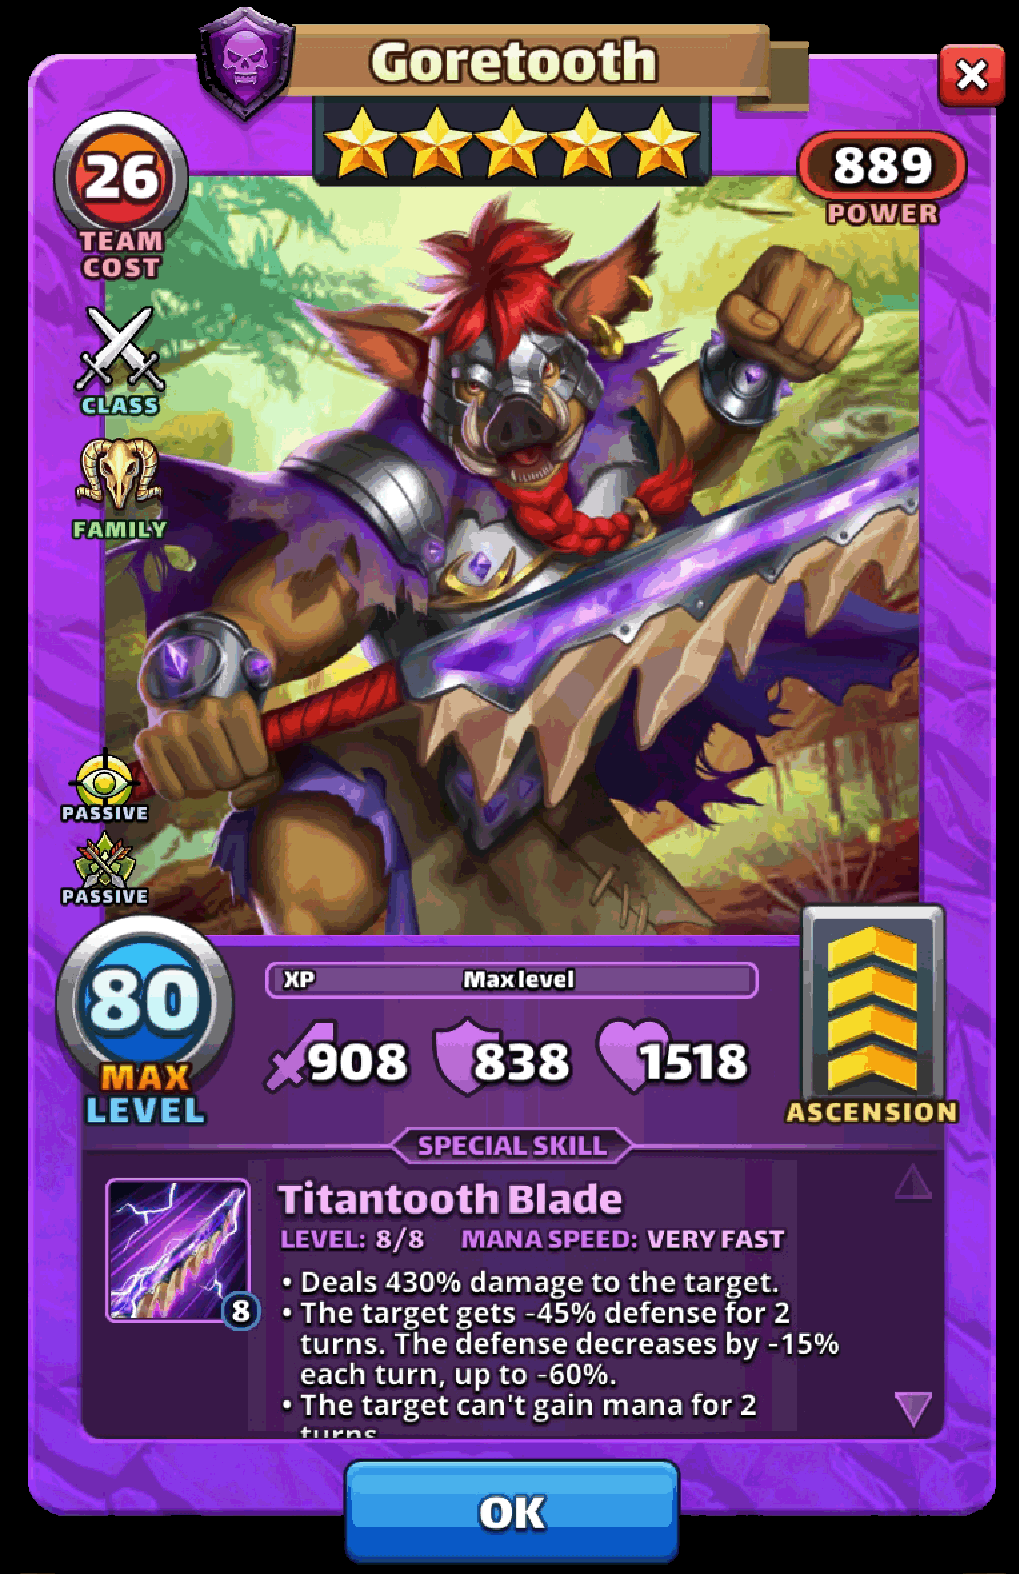 Goretooth
26
TEAM
COST
889
POWER
CLASS
FAMILY
PASSIVE
PASSIVE
80
MAX
LEVEL
XP Max level
908 838 1518
ASCENSION
SPECIAL SKILL
Titantooth Blade
LEVEL: 8/8 MANA SPEED: VERY FAST
8
• Deals 430% damage to the target.
• The target gets -45% defense for 2
turns. The defense decreases by -15%
each turn, up to -60%.
• The target can't gain mana for 2
turns
OK